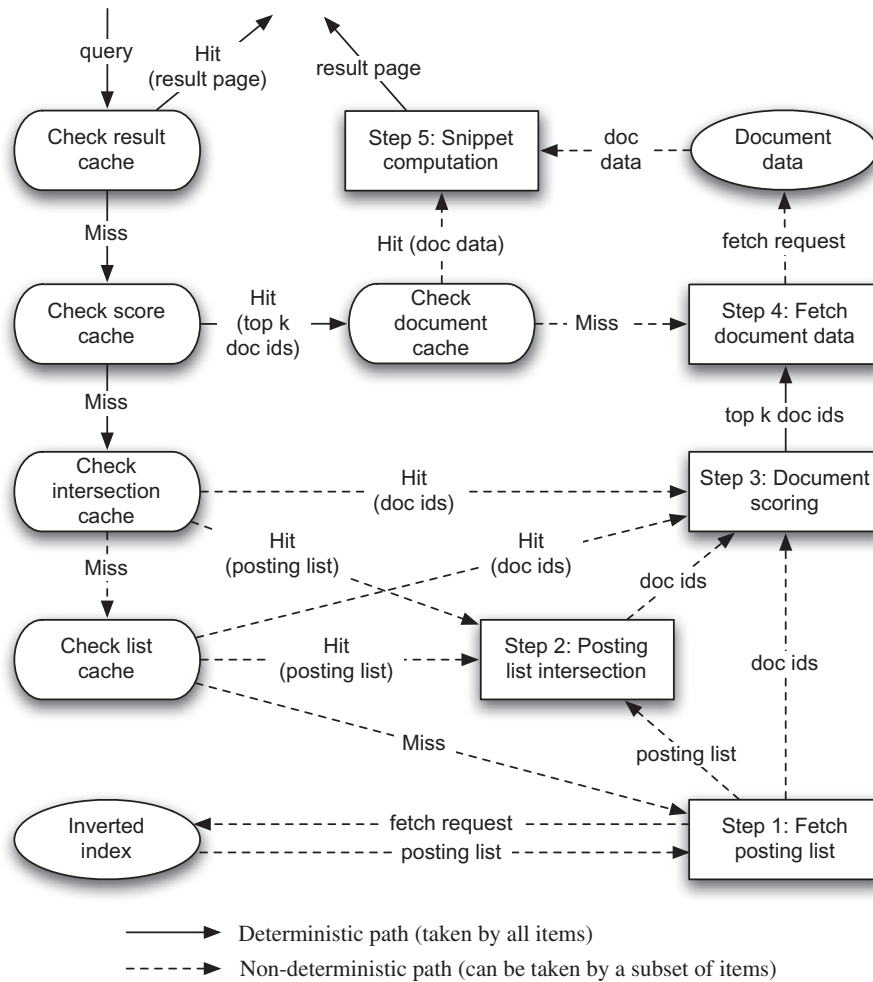 query
Hit
(result page)
result page
Check result
cache
Step 5: Snippet
computation
doc
data
Document
data
Miss
Hit (doc data)
fetch request
Check score
cache
Hit
(top k
doc ids)
Check
document
cache
Miss
Step 4: Fetch
document data
Miss
top k doc ids
Check
intersection
cache
Hit
(doc ids)
Step 3: Document
scoring
Miss
Hit
(posting list)
Hit
(doc ids)
doc ids
Check list
cache
Hit
(posting list)
Step 2: Posting
list intersection
doc ids
Miss
posting list
Inverted
index
fetch request
posting list
Step 1: Fetch
posting list
Deterministic path (taken by all items)
Non-deterministic path (can be taken by a subset of items)